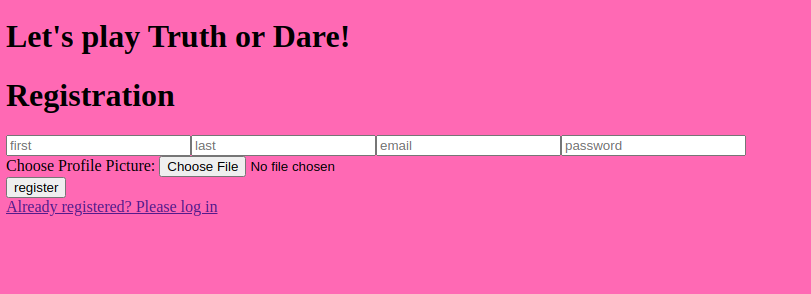 Let's play Truth or Dare!
Registration
first last email password
Choose Profile Picture: Choose File No file chosen
register
Already registered? Please log in